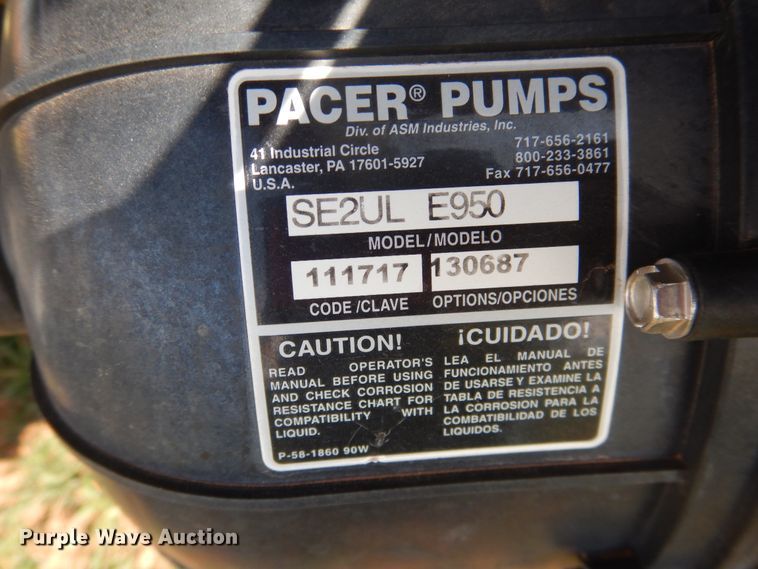 PACER® PUMPS
Div. of ASM Industries, Inc.
41 Industrial Circle
Lancaster, PA 17601-5927
U.S.A.
717-656-2161
800-233-3861
Fax 717-656-0477
SE2UL E950
MODEL/MODELO
111717 130687
CODE/CLAVE OPTIONS/OPCIONES
CAUTION!
READ OPERATOR'S
MANUAL BEFORE USING
AND CHECK CORROSION
RESISTANCE CHART FOR
COMPATIBILITY WITH
LIQUID.
P-58-1860 90W
¡CUIDADO!
LEA EL MANUAL DE
FUNCIONAMIENTO ANTES
DE USARSE Y EXAMINE LA
TABLA DE RESISTENCIA A
LA CORROSION PARA LA
COMBATIBILIDAD DE LOS
LIQUIDOS.
Purple Wave Auction